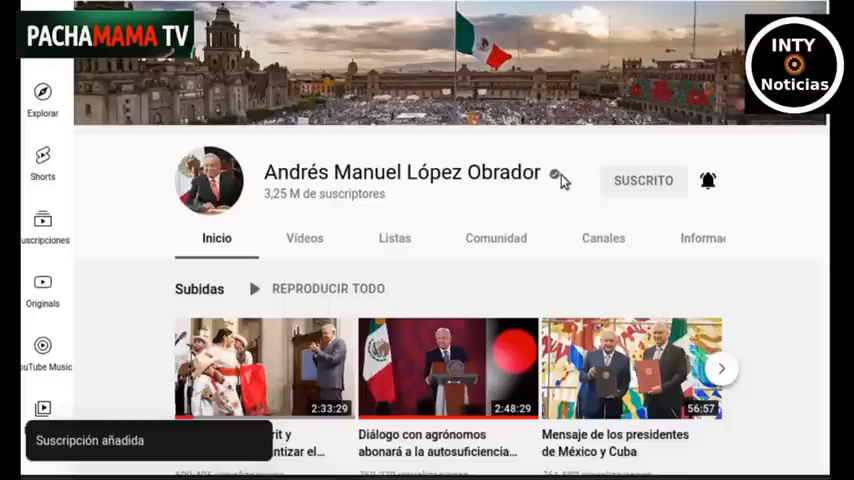 PACHAMAMA TV
INTY
Noticias
Explorar
Shorts
uscripciones
Originals
ouTube Music
Andrés Manuel López Obrador
3,25 M de suscriptores
SUSCRITO
Inicio
Vídeos
Listas
Comunidad
Canales
Informac
Subidas
REPRODUCIR TODO
2:33:29
2:48:29
56:57
rit y
antizar el...
Diálogo con agrónomos
abonará a la autosuficiencia...
Mensaje de los presidentes
de México y Cuba
Suscripción añadida